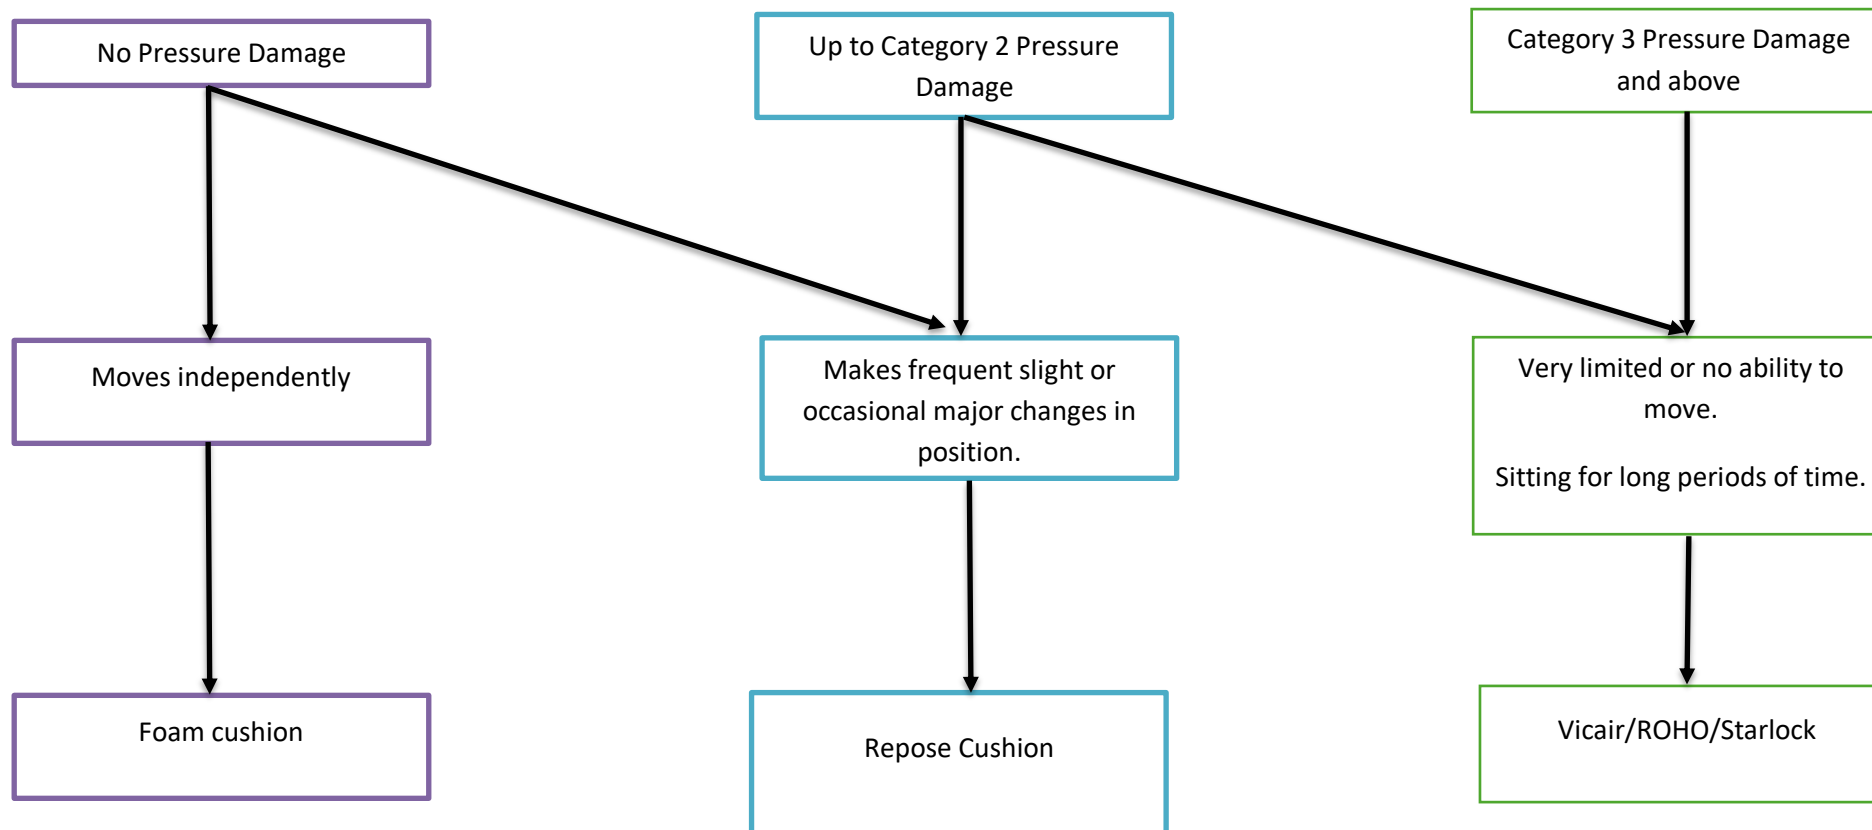 No Pressure Damage
Up to Category 2 Pressure
Damage
Category 3 Pressure Damage
and above
Moves independently
Makes frequent slight or
occasional major changes in
position.
Very limited or no ability to
move.
Sitting for long periods of time.
Foam cushion
Repose Cushion
Vicair/ROHO/Starlock